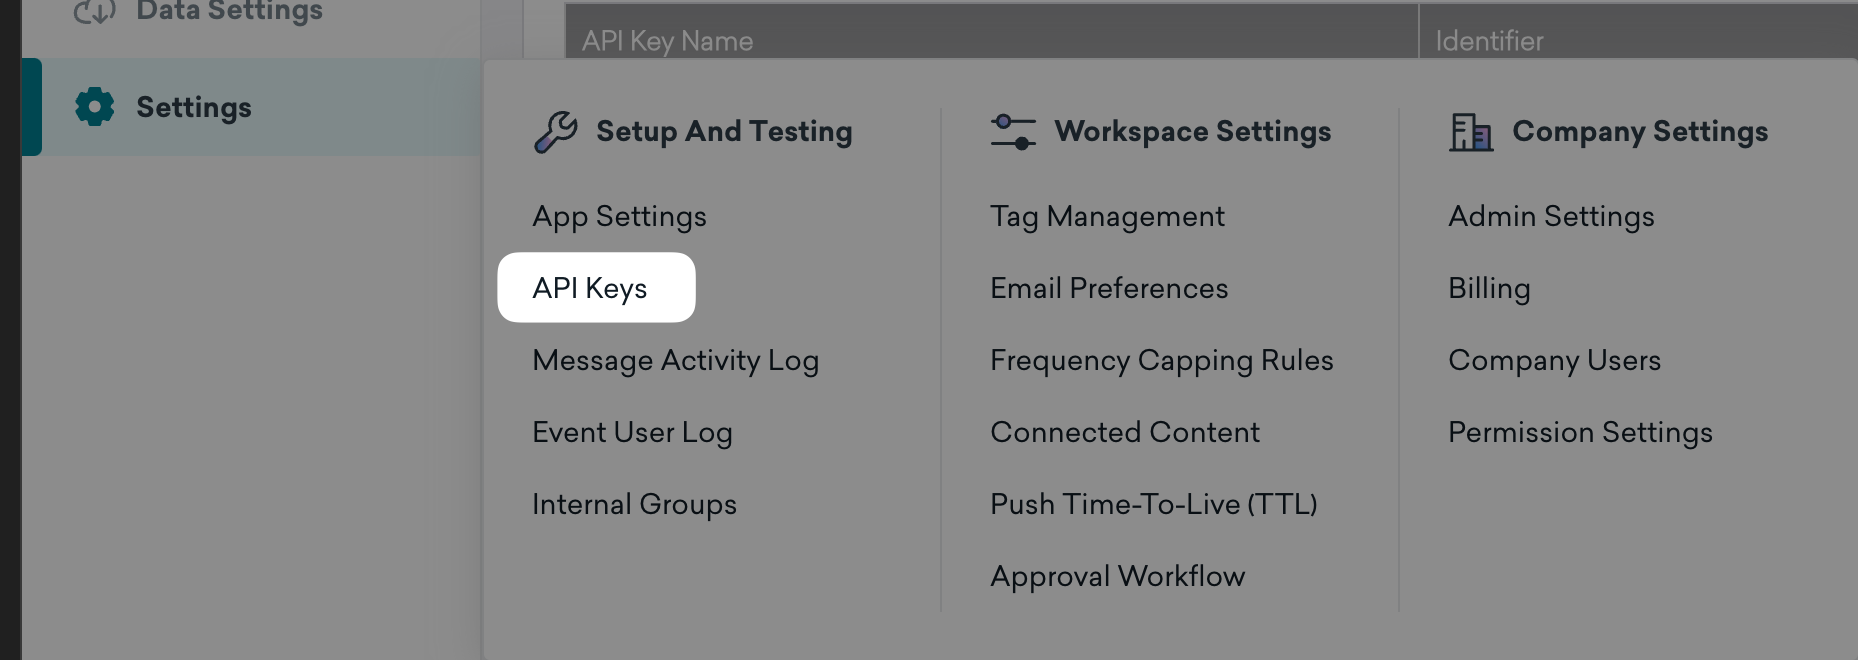 Data Settings
API Key Name
Identifier
Settings
Setup And Testing
App Settings
API Keys
Message Activity Log
Event User Log
Internal Groups
Workspace Settings
Tag Management
Email Preferences
Frequency Capping Rules
Connected Content
Push Time-To-Live (TTL)
Approval Workflow
Company Settings
Admin Settings
Billing
Company Users
Permission Settings